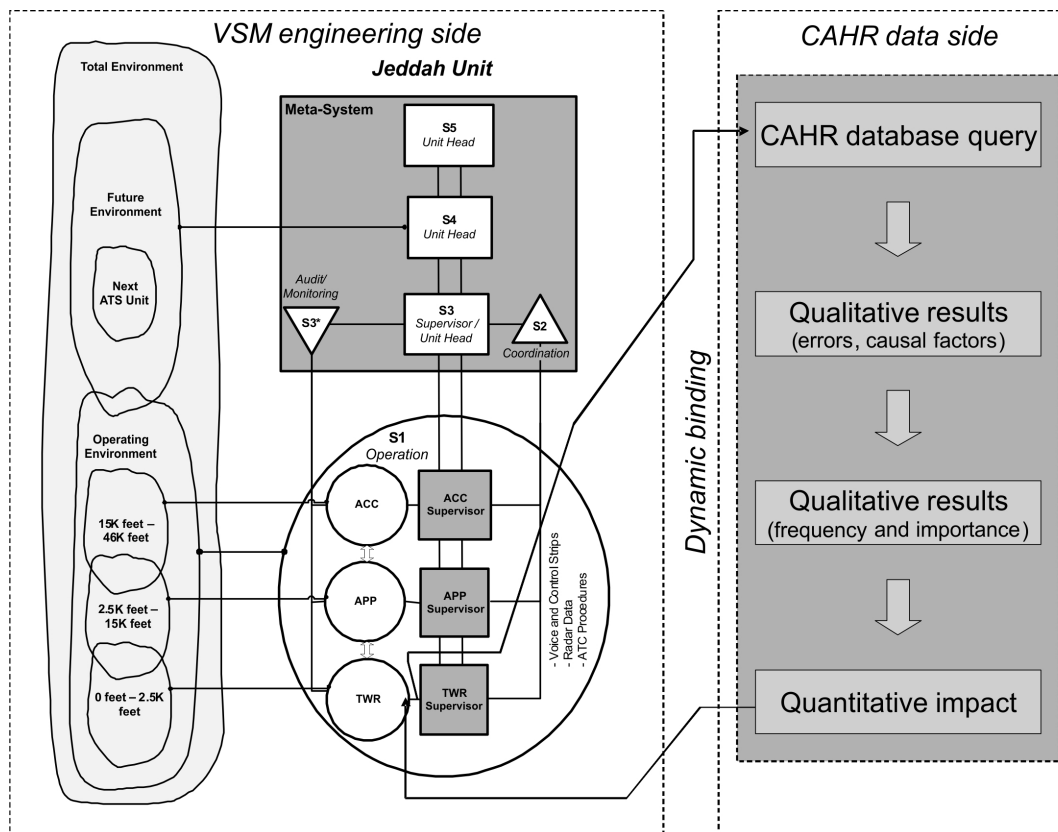 VSM engineering side
Jeddah Unit
Total Environment
Future
Environment
Next
ATS Unit
Operating
Environment
15K feet –
46K feet
2.5K feet –
15K feet
0 feet – 2.5K
feet
Meta-System
S5
Unit Head
S4
Unit Head
Audit/
Monitoring
S3*
S3
Supervisor /
Unit Head
S2
Coordination
S1
Operation
ACC
ACC
Supervisor
APP
APP
Supervisor
TWR
TWR
Supervisor
- Voice and Control Strips
- Radar Data
- ATC Procedures
Dynamic binding
CAHR data side
CAHR database query
Qualitative results
(errors, causal factors)
Qualitative results
(frequency and importance)
Quantitative impact